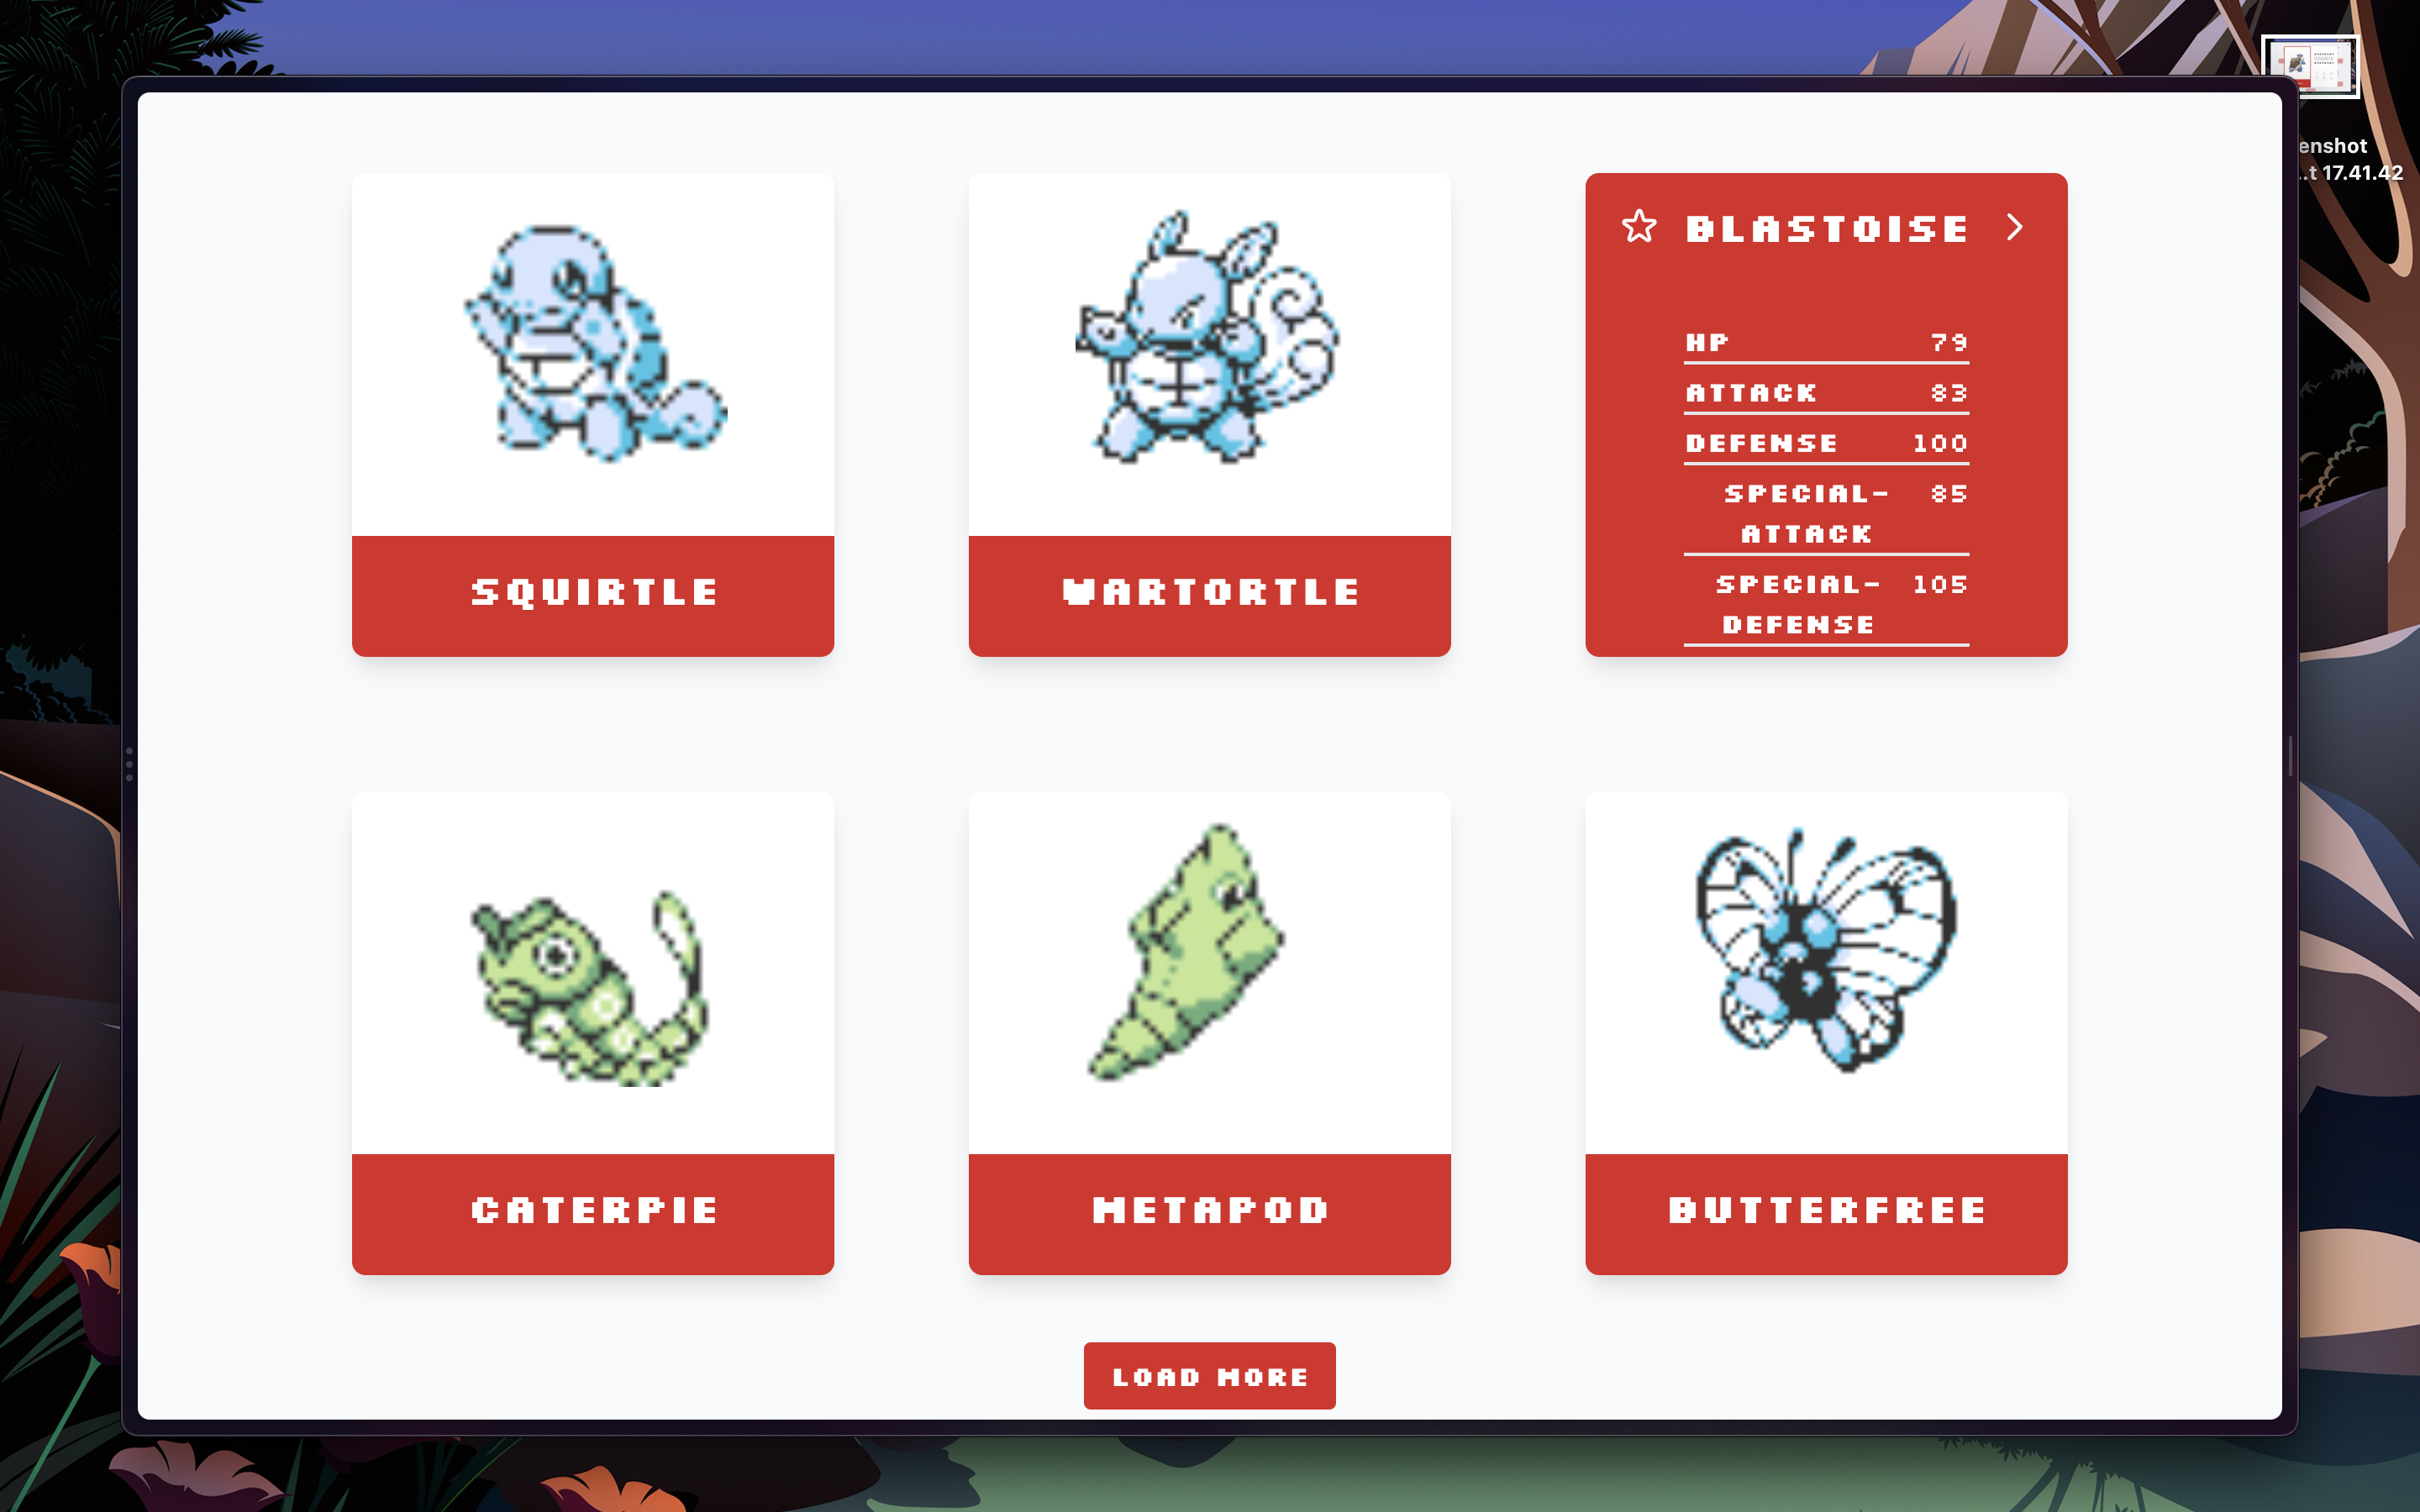 enshot
...t 17.41.42
BLASTOISE
HP 79
ATTACK 83
DEFENSE 100
SPECIAL- 85
ATTACK
SPECIAL- 105
DEFENSE
SQUIRTLE
WARTORTLE
CATERPIE
METAPOD
BUTTERFREE
LOAD MORE